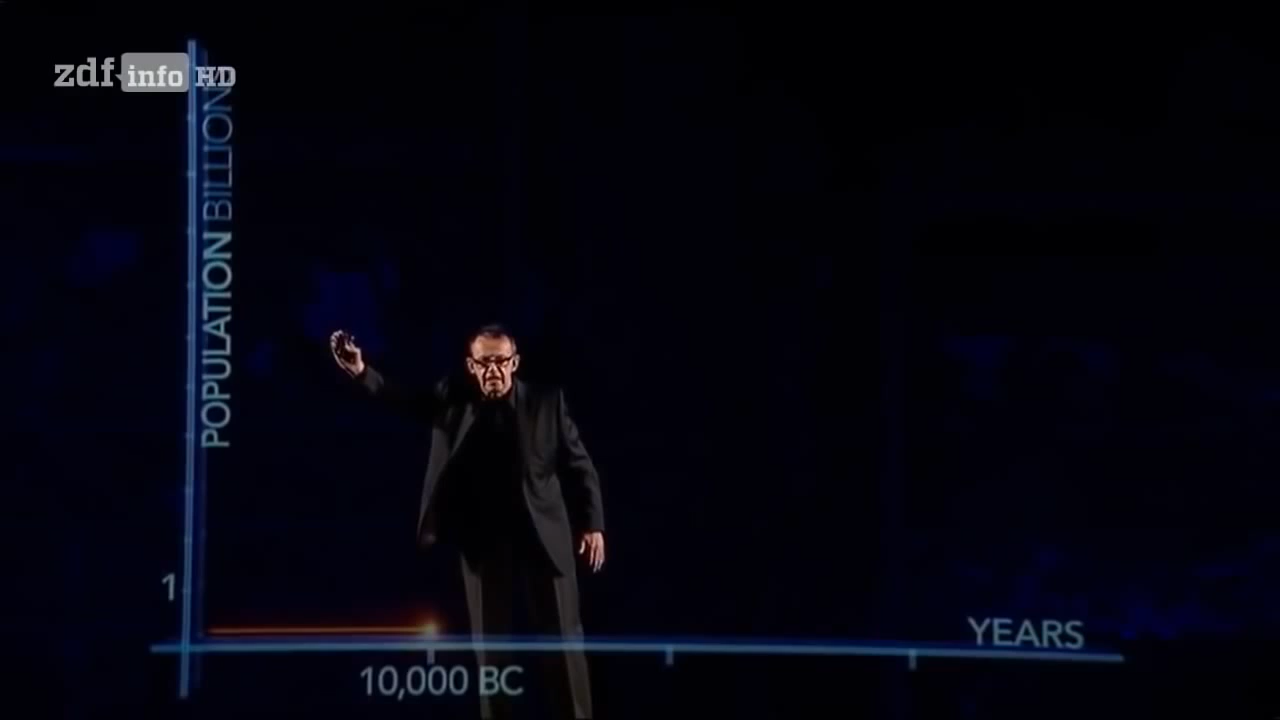 zdf info HD
POPULATION BILLION
1
YEARS
10,000 BC